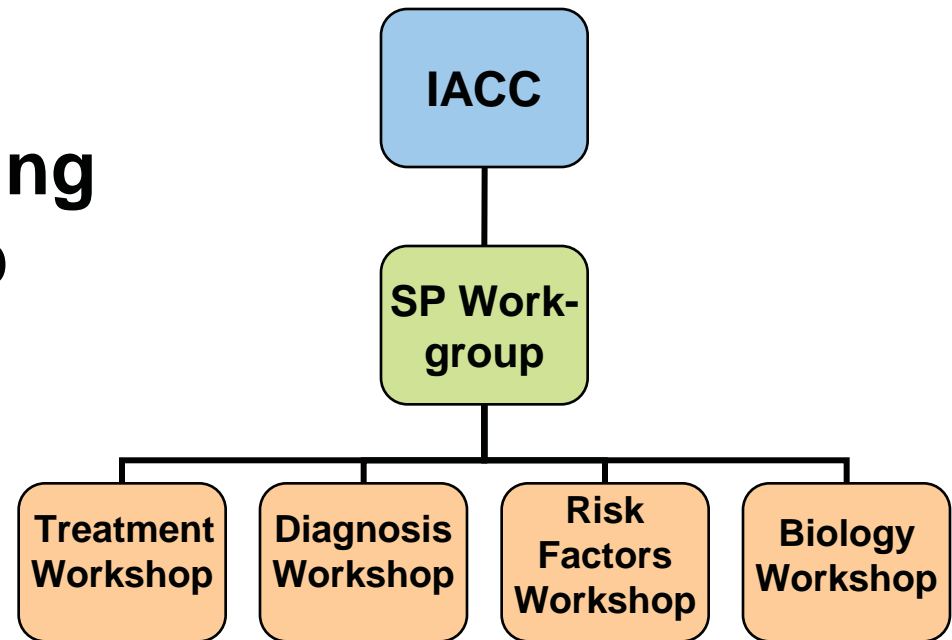 IACC
ng
SP Work-
group
Treatment
Workshop
Diagnosis
Workshop
Risk
Factors
Workshop
Biology
Workshop